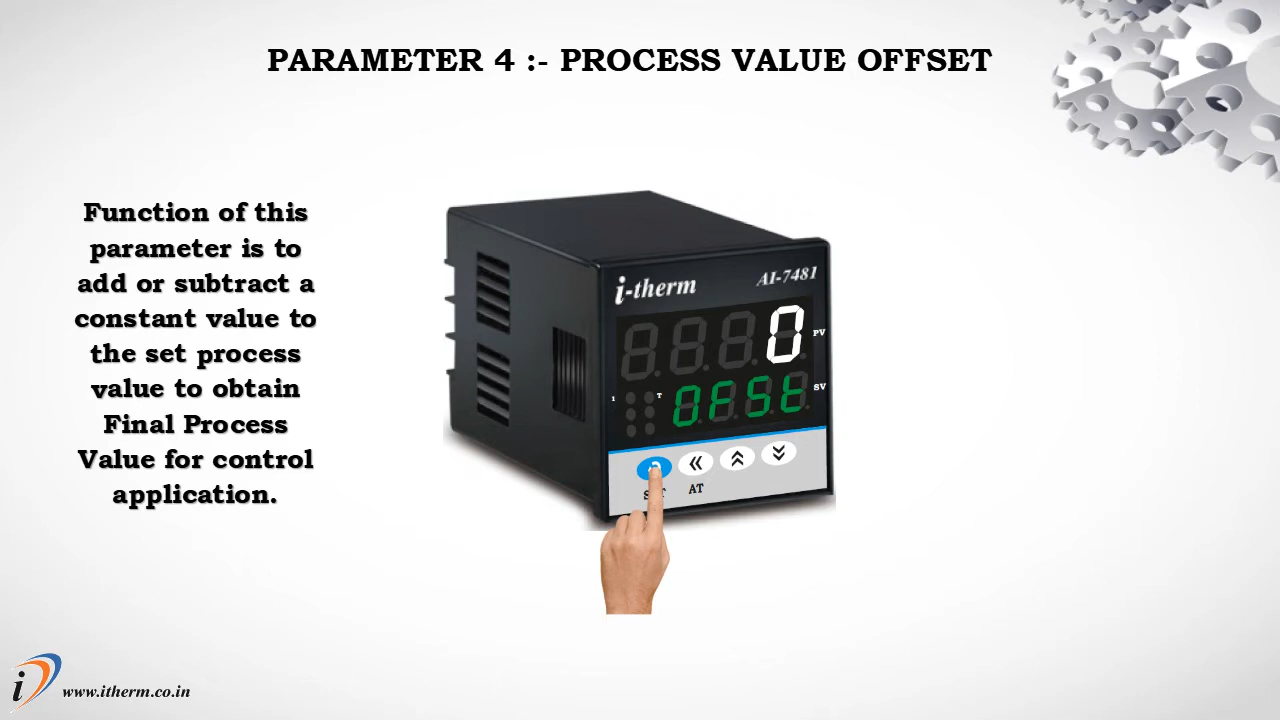 PARAMETER 4 :- PROCESS VALUE OFFSET
Function of this
parameter is to
add or subtract a
constant value to
the set process
value to obtain
Final Process
Value for control
application.
i-therm AI-7481
0 PV
1 T OFSt SV
AT
i www.itherm.co.in